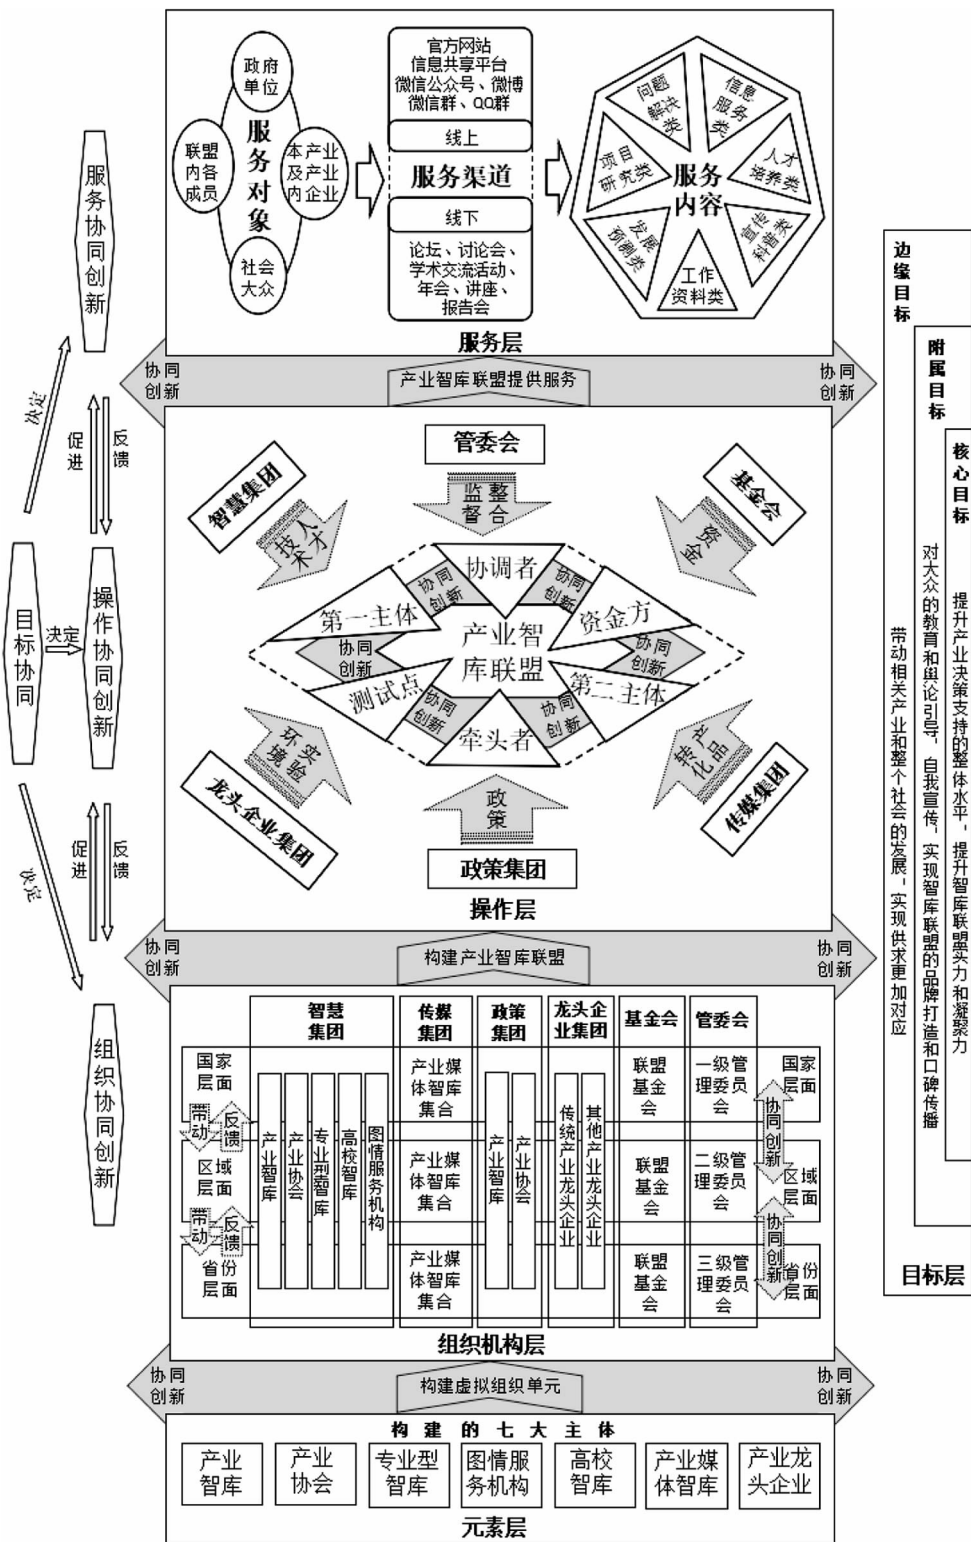 政府
单位
联盟
内各
成员
服
务
对
象
本产业
及产业
内企业
社会
大众
官方网站
信息共享平台
微信公众号、微博
微信群、QQ群
线上
服务渠道
线下
论坛、讨论会、
学术交流活动、
年会、讲座、
报告会
问题
解决
类
信息
服务
类
项目
研究类
人才
培养类
服务
内容
发展
预测类
宣传
科普类
工作
资料类
服务层
协同
创新
产业智库联盟提供服务
协同
创新
服务协同创新
决定
促进
反馈
目标协同
决定
操作协同创新
促进
反馈
决定
组织协同创新
管委会
监整
督合
智慧集团
技人
术才
基金会
资金
协调者
协同
创新
协同
创新
第一主体
资金方
协同
创新
产业智
库联盟
协同
创新
测试点
第二主体
协同
创新
牵头者
协同
创新
环实
境验
龙头企业集团
政策
政策集团
转产
化品
传媒集团
操作层
协同
创新
构建产业智库联盟
协同
创新
智慧
集团
传媒
集团
政策
集团
龙头企
业集团
基金会
管委会
国家
层面
带动
反馈
区域
层面
带动
反馈
省份
层面
产业智库
产业协会
专业型智库
高校智库
图情服务机构
产业媒
体智库
集合
产业媒
体智库
集合
产业媒
体智库
集合
产业智库
产业协会
传统产业龙头企业
其他产业龙头企业
联盟
基金
会
联盟
基金
会
联盟
基金
会
一级管
理委员
会
二级管
理委员
会
三级管
理委员
会
国家
层面
协同创新
区域
层面
协同创新
省份
层面
组织机构层
协同
创新
构建虚拟组织单元
协同
创新
构建的七大主体
产业
智库
产业
协会
专业型
智库
图情服
务机构
高校
智库
产业媒
体智库
产业龙
头企业
元素层
边缘目标
带动相关产业和整个社会的发展，实现供求更加对应
附属目标
对大众的教育和舆论引导，自我宣传，实现智库联盟的品牌打造和口碑传播
核心目标
提升产业决策支持的整体水平，提升智库联盟实力和凝聚力
目标层